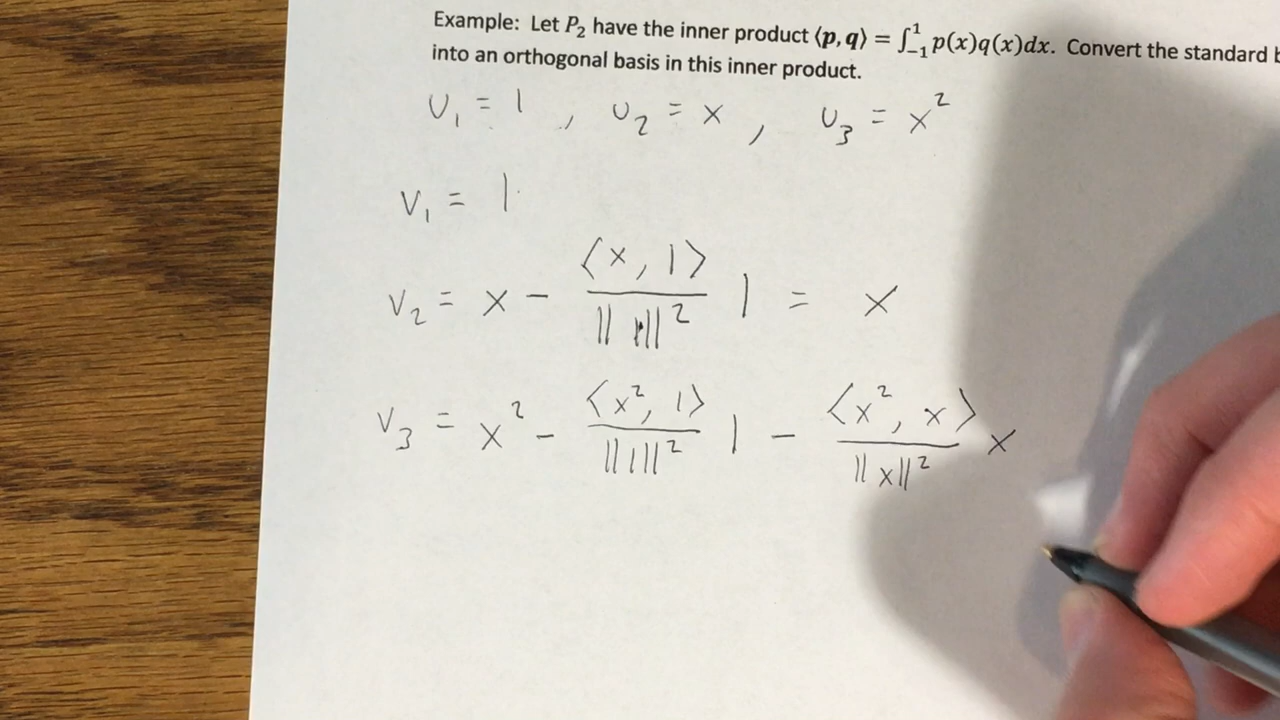 Example: Let P₂ have the inner product ⟨p, q⟩ = ∫₋₁¹ p(x)q(x)dx. Convert the standard
into an orthogonal basis in this inner product.
u₁ = 1 , u₂ = x , u₃ = x²
v₁ = 1
v₂ = x - ⟨x, 1⟩ / ||1||² 1 = x
v₃ = x² - ⟨x², 1⟩ / ||1||² 1 - ⟨x², x⟩ / ||x||² x